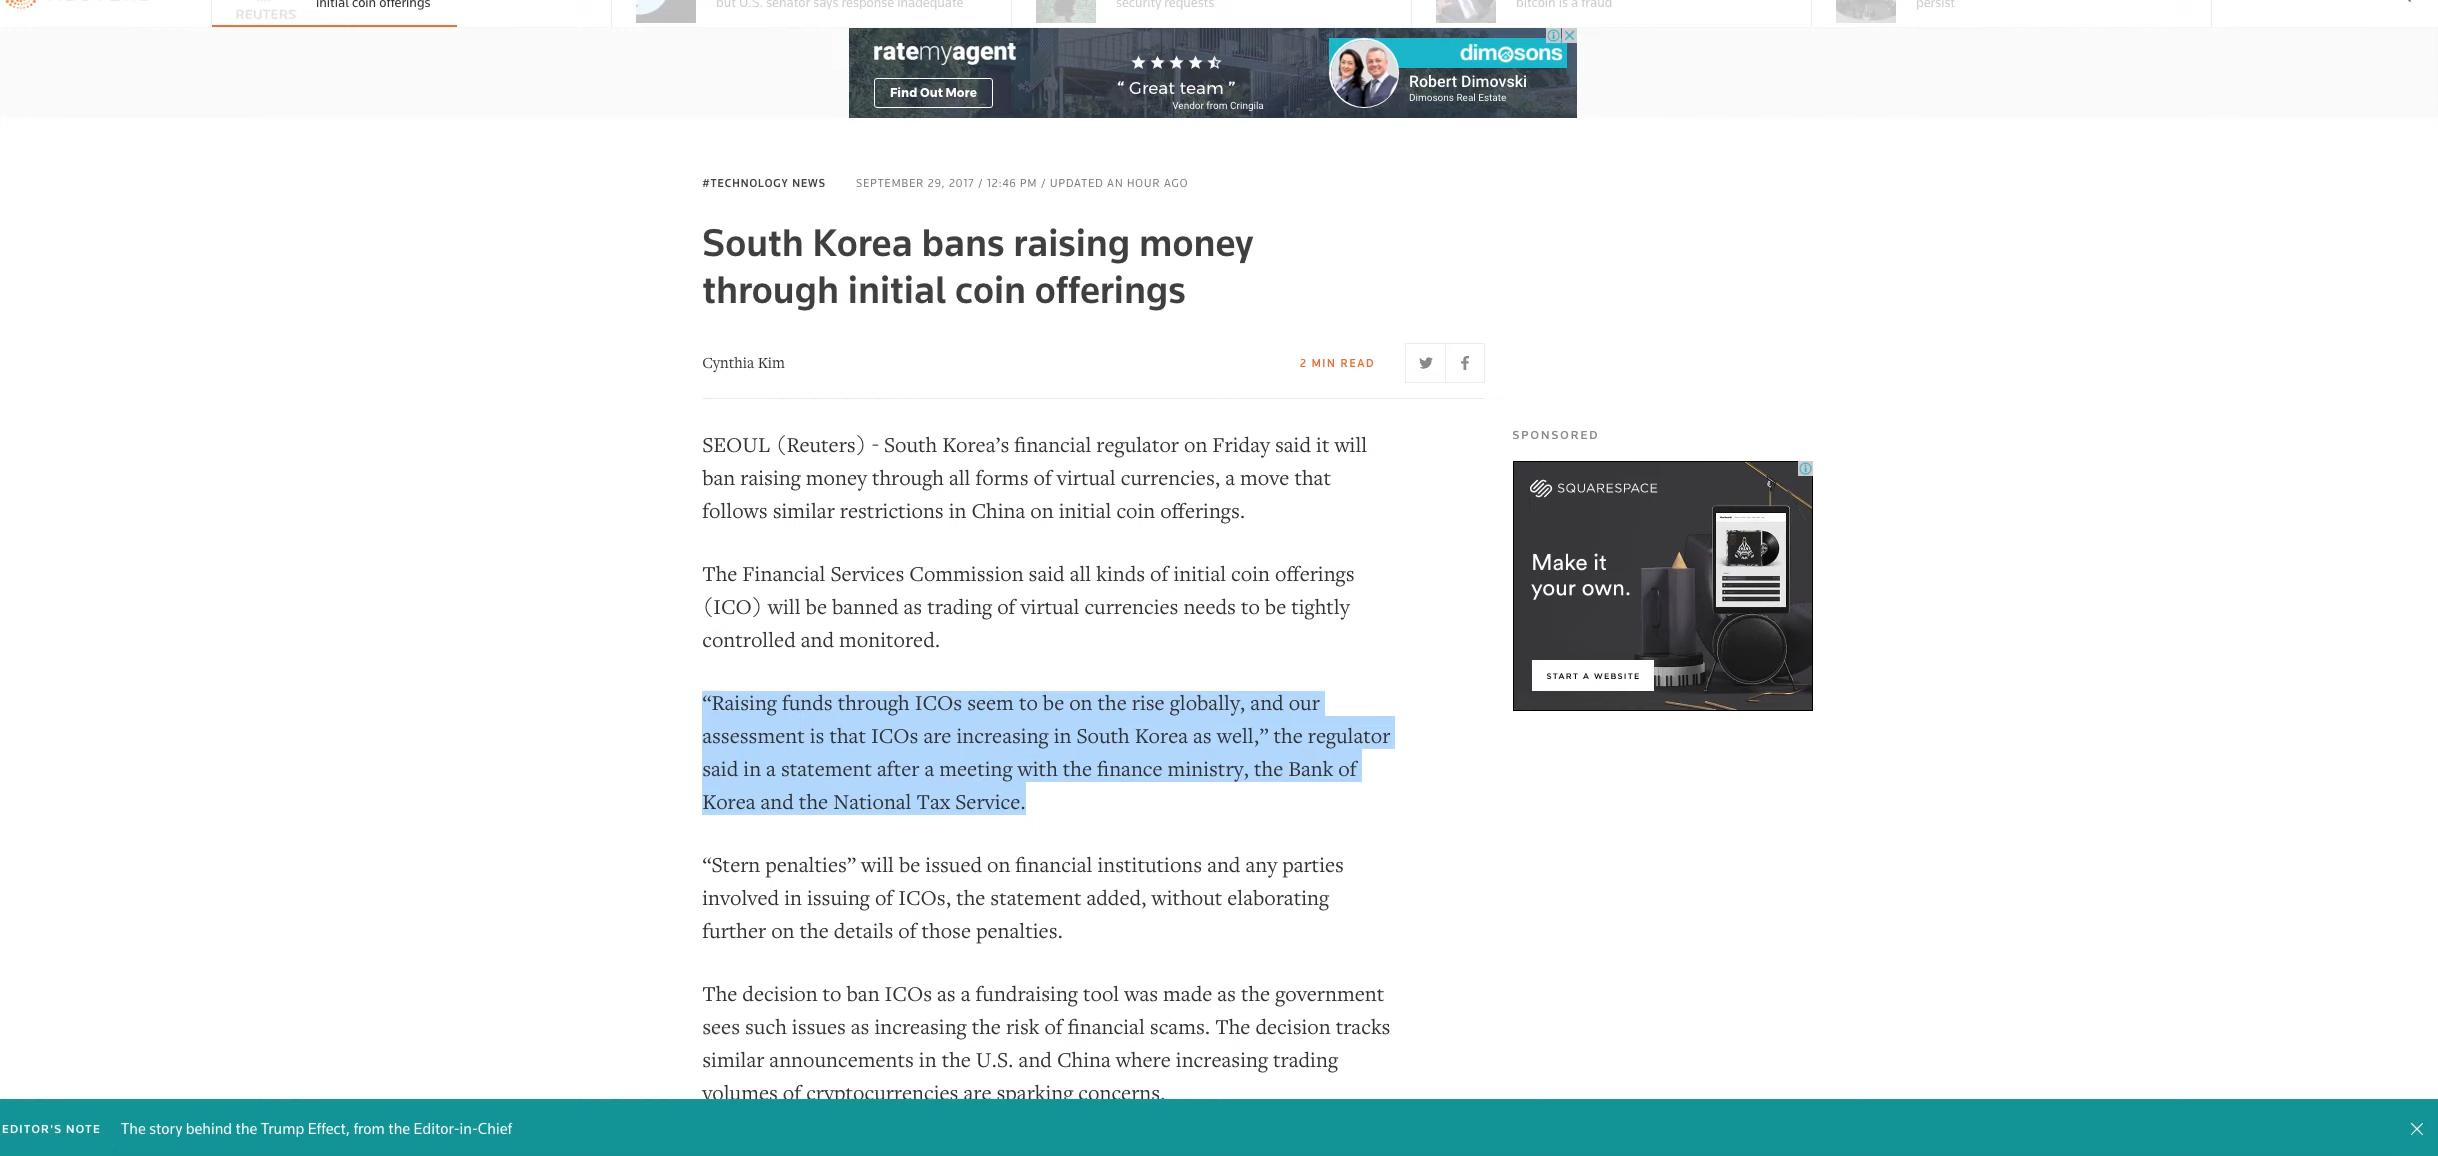 REUTERS
initial coin offerings
but U.S. senator says response inadequate
security requests
bitcoin is a fraud
persist
ratemyagent
Find Out More
“ Great team ”
Vendor from Cringila
dimosons
Robert Dimovski
Dimosons Real Estate
#TECHNOLOGY NEWS SEPTEMBER 29, 2017 / 12:46 PM / UPDATED AN HOUR AGO
South Korea bans raising money
through initial coin offerings
Cynthia Kim
2 MIN READ
SEOUL (Reuters) - South Korea’s financial regulator on Friday said it will
ban raising money through all forms of virtual currencies, a move that
follows similar restrictions in China on initial coin offerings.
The Financial Services Commission said all kinds of initial coin offerings
(ICO) will be banned as trading of virtual currencies needs to be tightly
controlled and monitored.
“Raising funds through ICOs seem to be on the rise globally, and our
assessment is that ICOs are increasing in South Korea as well,” the regulator
said in a statement after a meeting with the finance ministry, the Bank of
Korea and the National Tax Service.
“Stern penalties” will be issued on financial institutions and any parties
involved in issuing of ICOs, the statement added, without elaborating
further on the details of those penalties.
The decision to ban ICOs as a fundraising tool was made as the government
sees such issues as increasing the risk of financial scams. The decision tracks
similar announcements in the U.S. and China where increasing trading
volumes of cryptocurrencies are sparking concerns.
SPONSORED
SQUARESPACE
Make it
your own.
START A WEBSITE
EDITOR'S NOTE The story behind the Trump Effect, from the Editor-in-Chief